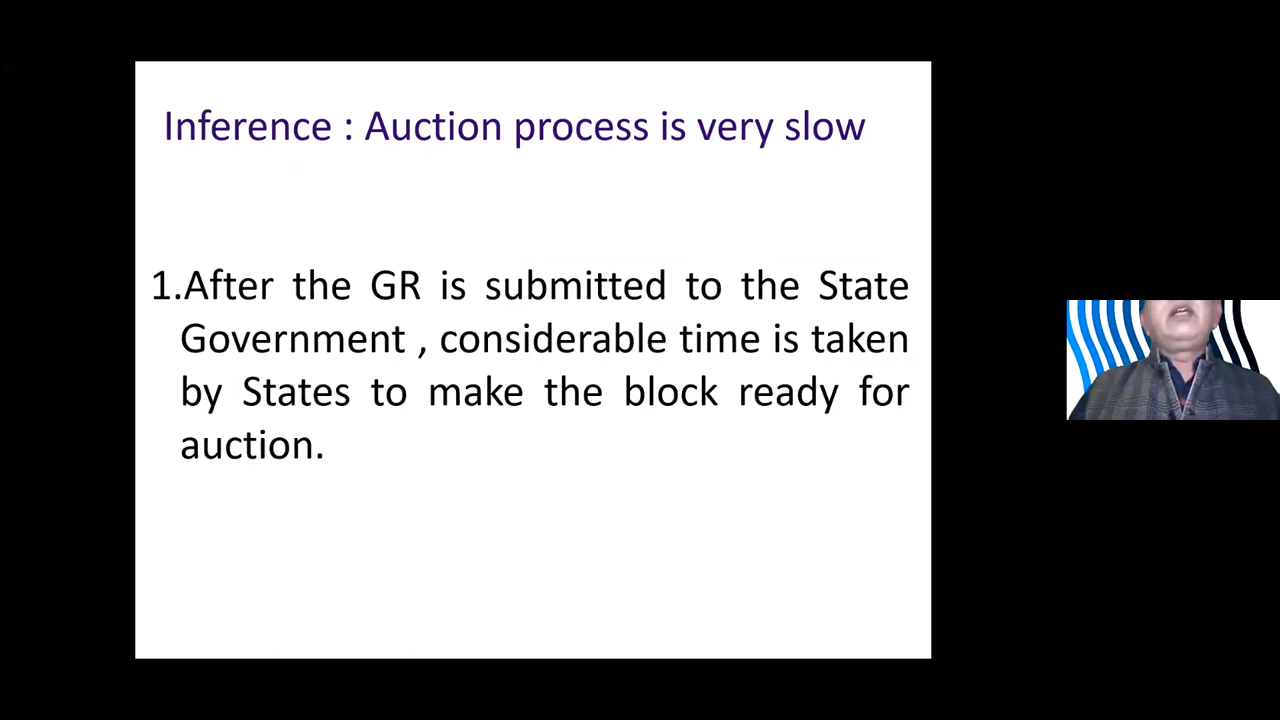 Inference : Auction process is very slow
1.After the GR is submitted to the State
Government , considerable time is taken
by States to make the block ready for
auction.